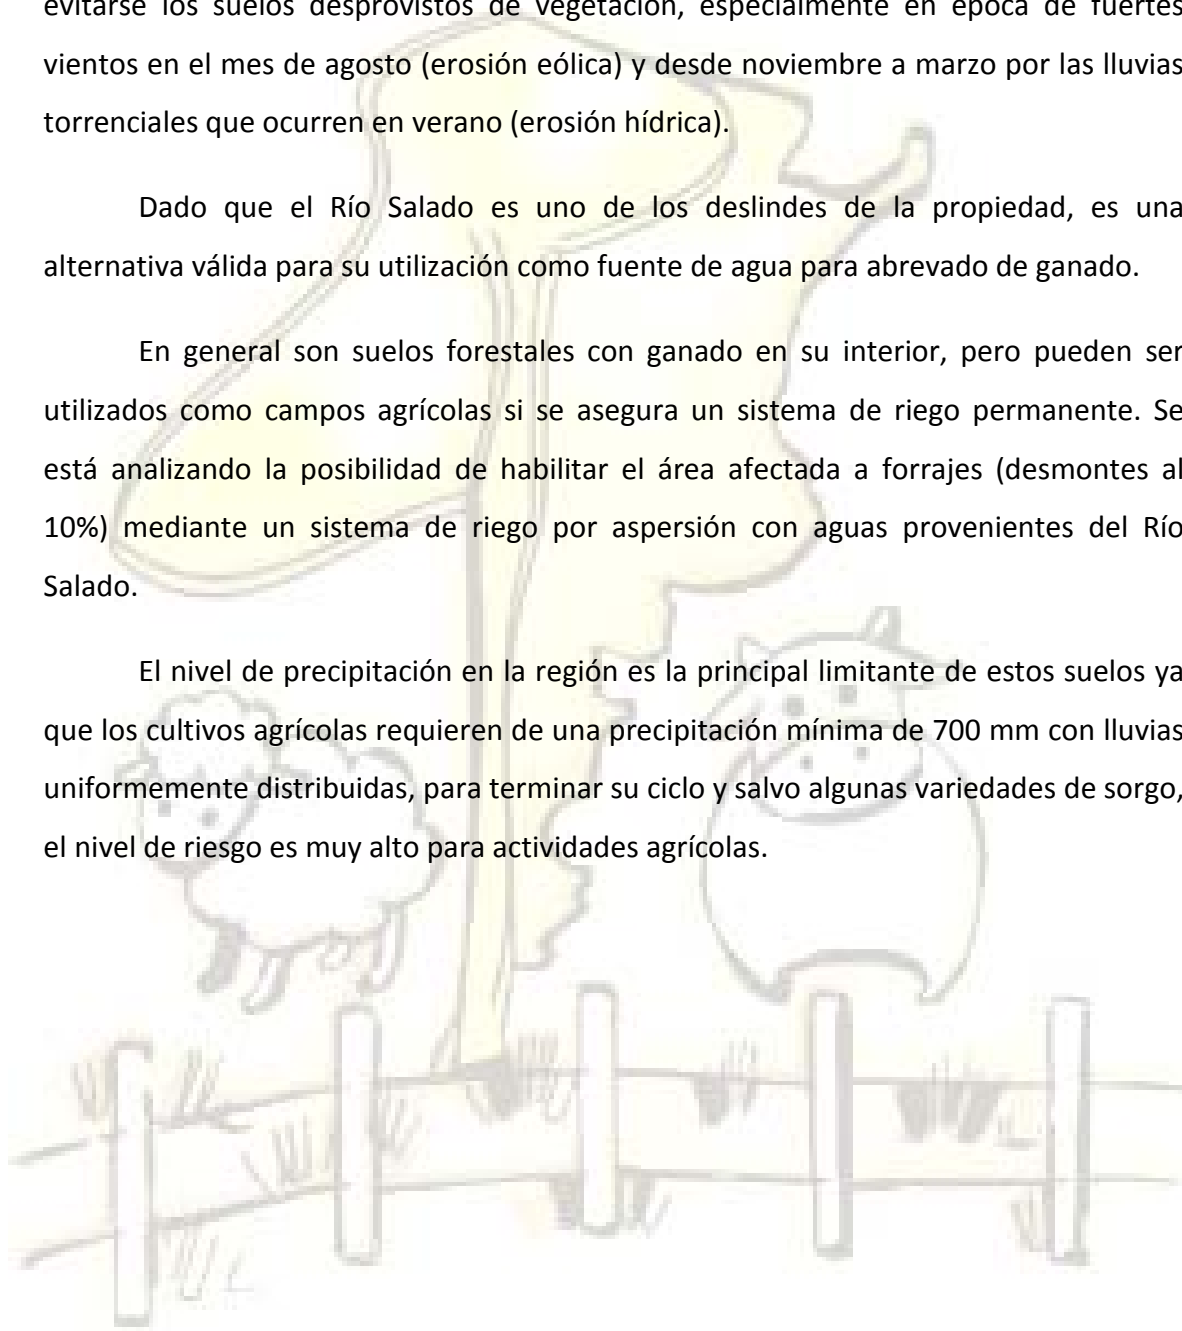 evitarse los suelos desprovistos de vegetación, especialmente en época de fuertes
vientos en el mes de agosto (erosión eólica) y desde noviembre a marzo por las lluvias
torrenciales que ocurren en verano (erosión hídrica).
Dado que el Río Salado es uno de los deslindes de la propiedad, es una
alternativa válida para su utilización como fuente de agua para abrevado de ganado.
En general son suelos forestales con ganado en su interior, pero pueden ser
utilizados como campos agrícolas si se asegura un sistema de riego permanente. Se
está analizando la posibilidad de habilitar el área afectada a forrajes (desmontes al
10%) mediante un sistema de riego por aspersión con aguas provenientes del Río
Salado.
El nivel de precipitación en la región es la principal limitante de estos suelos ya
que los cultivos agrícolas requieren de una precipitación mínima de 700 mm con lluvias
uniformemente distribuidas, para terminar su ciclo y salvo algunas variedades de sorgo,
el nivel de riesgo es muy alto para actividades agrícolas.